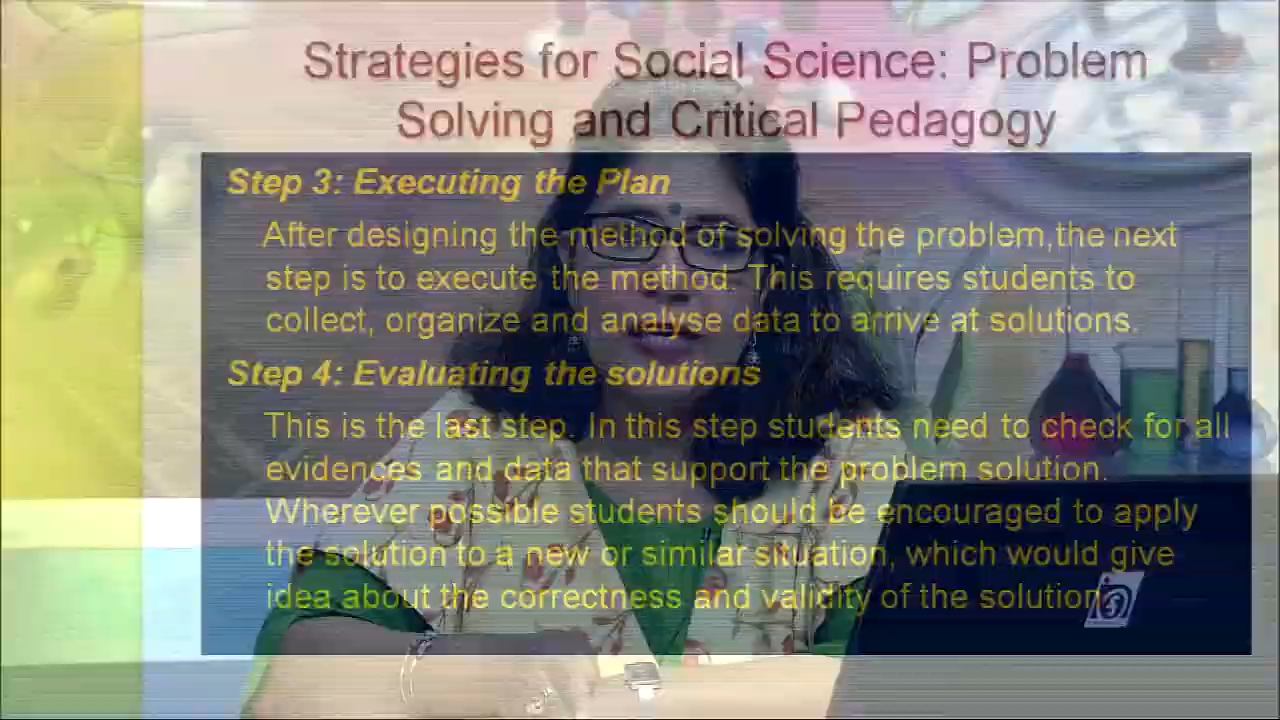 Strategies for Social Science: Problem
Solving and Critical Pedagogy
Step 3: Executing the Plan
After designing the method of solving the problem,the next
step is to execute the method. This requires students to
collect, organize and analyse data to arrive at solutions.
Step 4: Evaluating the solutions
This is the last step. In this step students need to check for all
evidences and data that support the problem solution.
Wherever possible students should be encouraged to apply
the solution to a new or similar situation, which would give
idea about the correctness and validity of the solution.